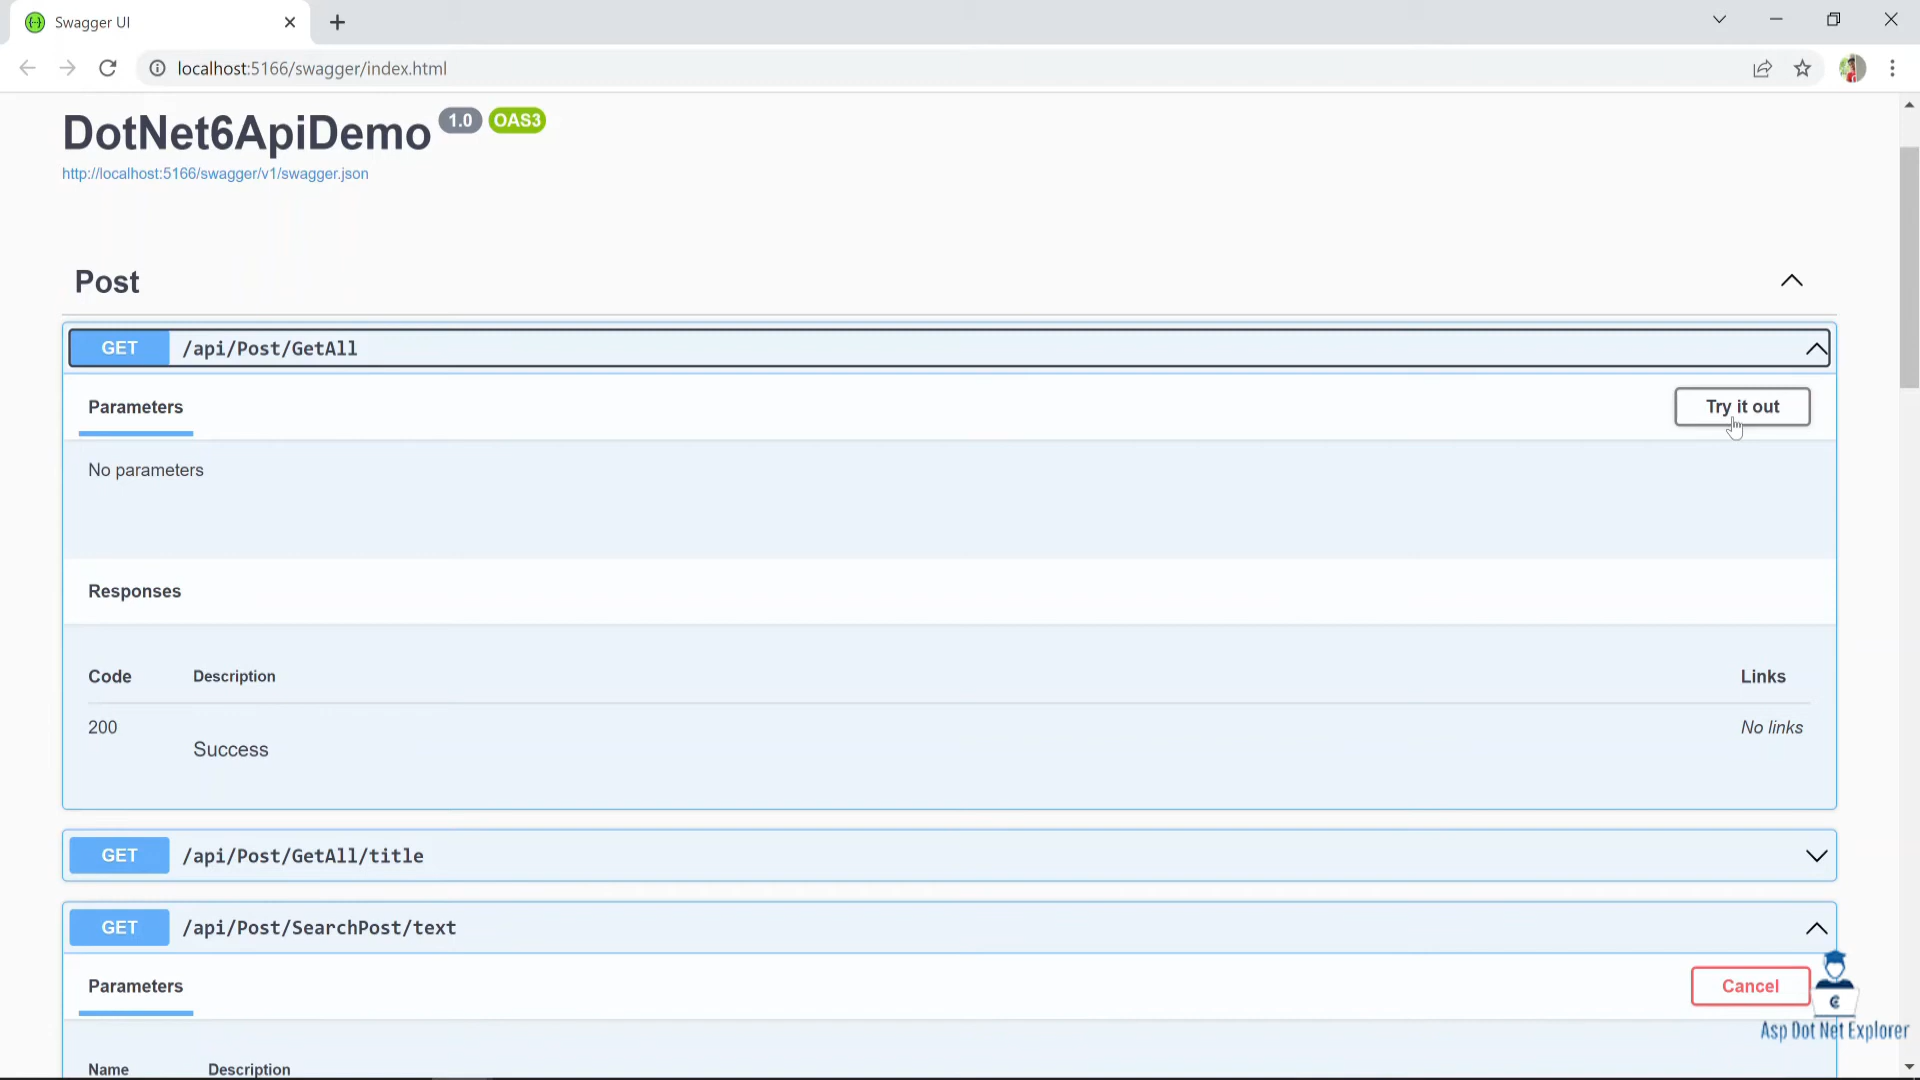 Swagger UI
localhost:5166/swagger/index.html
DotNet6ApiDemo 1.0 OAS3
http://localhost:5166/swagger/v1/swagger.json
Post
GET /api/Post/GetAll
Parameters Try it out
No parameters
Responses
Code Description Links
200 No links
Success
GET /api/Post/GetAll/title
GET /api/Post/SearchPost/text
Parameters Cancel
Asp Dot Net Explorer
Name Description